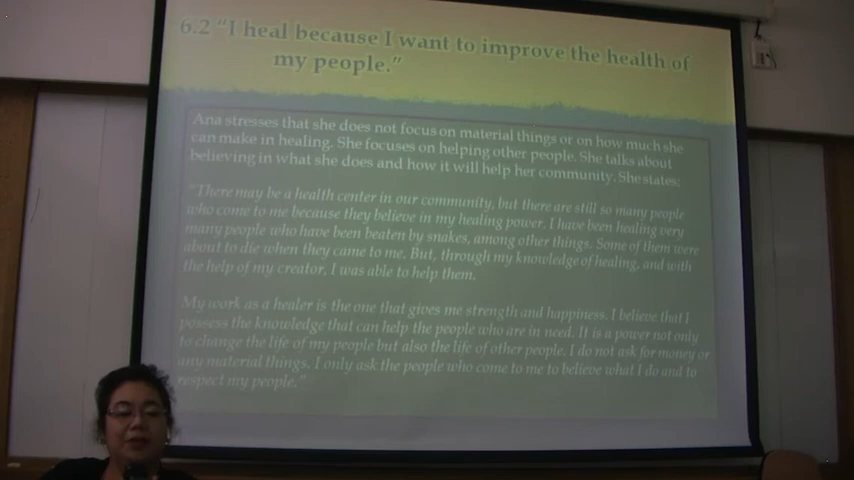 6.2 “I heal because I want to improve the health of
my people.”
Ana stresses that she does not focus on material things or on how much she
can make in healing. She focuses on helping other people. She talks about
believing in what she does and how it will help her community. She states:
“There may be a health center in our community, but there are still so many people
who come to me because they believe in my healing power. I have been healing very
many people who have been beaten by snakes, among other things. Some of them were
about to die when they came to me. But, through my knowledge of healing, and with
the help of my creator, I was able to help them.
My work as a healer is the one that gives me strength and happiness. I believe that I
possess the knowledge that can help the people who are in need. It is a power not only
to change the life of my people but also the life of other people. I do not ask for money or
any material things. I only ask the people who come to me to believe what I do and to
respect my people.”